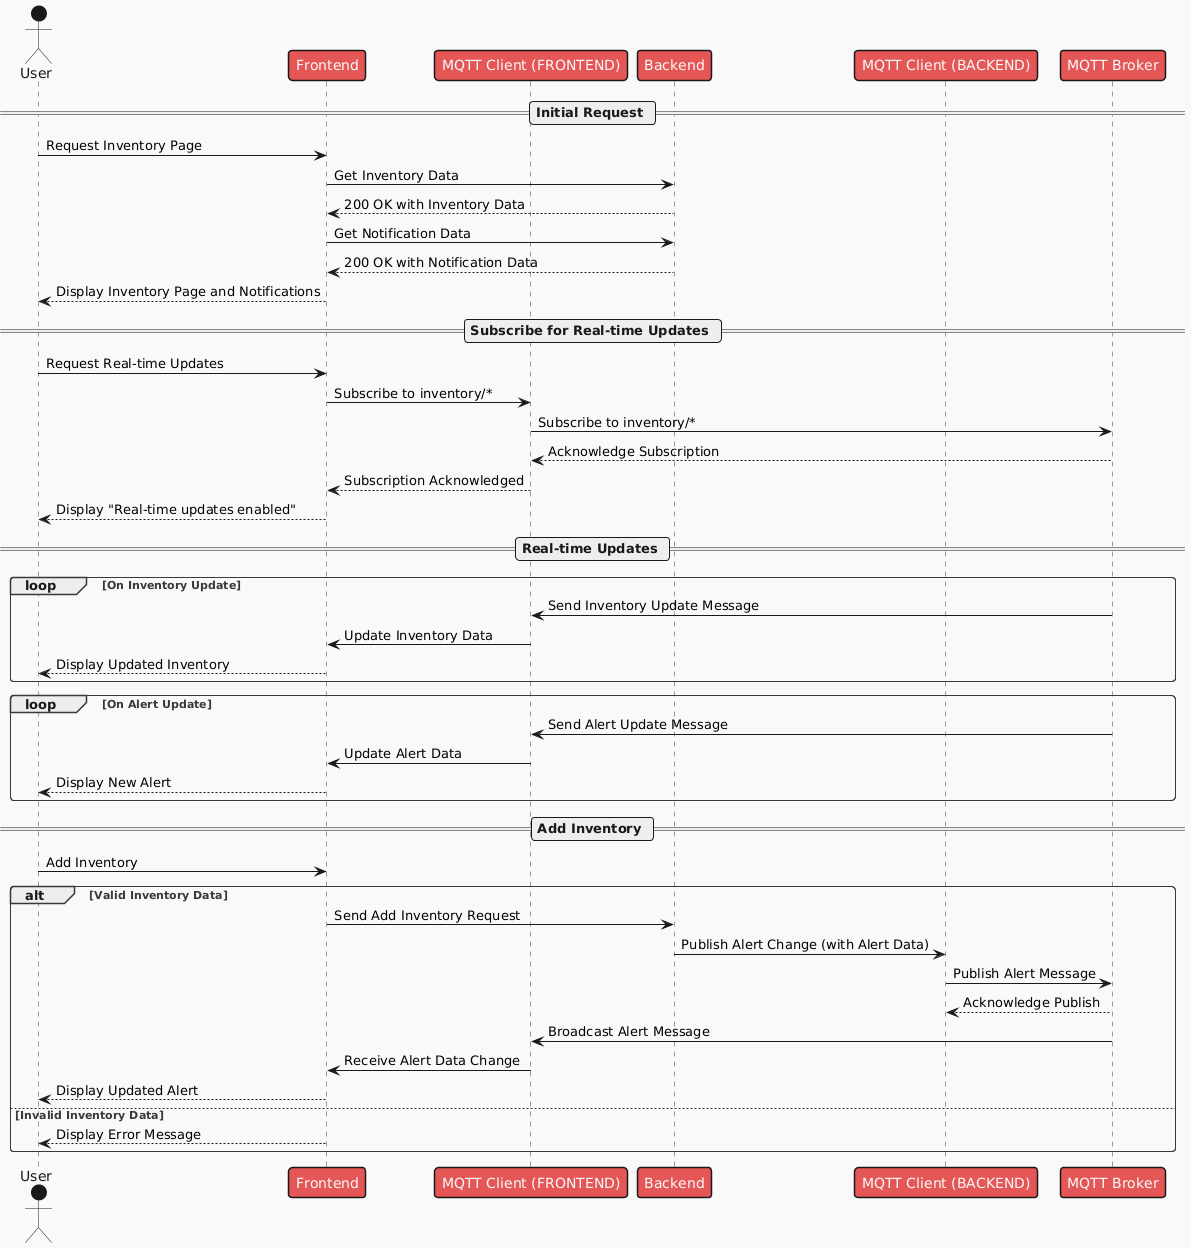 User
Frontend
MQTT Client (FRONTEND)
Backend
MQTT Client (BACKEND)
MQTT Broker
Initial Request
Request Inventory Page
Get Inventory Data
200 OK with Inventory Data
Get Notification Data
200 OK with Notification Data
Display Inventory Page and Notifications
Subscribe for Real-time Updates
Request Real-time Updates
Subscribe to inventory/*
Subscribe to inventory/*
Acknowledge Subscription
Subscription Acknowledged
Display "Real-time updates enabled"
Real-time Updates
loop [On Inventory Update]
Send Inventory Update Message
Update Inventory Data
Display Updated Inventory
loop [On Alert Update]
Send Alert Update Message
Update Alert Data
Display New Alert
Add Inventory
Add Inventory
alt [Valid Inventory Data]
Send Add Inventory Request
Publish Alert Change (with Alert Data)
Publish Alert Message
Acknowledge Publish
Broadcast Alert Message
Receive Alert Data Change
Display Updated Alert
[Invalid Inventory Data]
Display Error Message
User
Frontend
MQTT Client (FRONTEND)
Backend
MQTT Client (BACKEND)
MQTT Broker